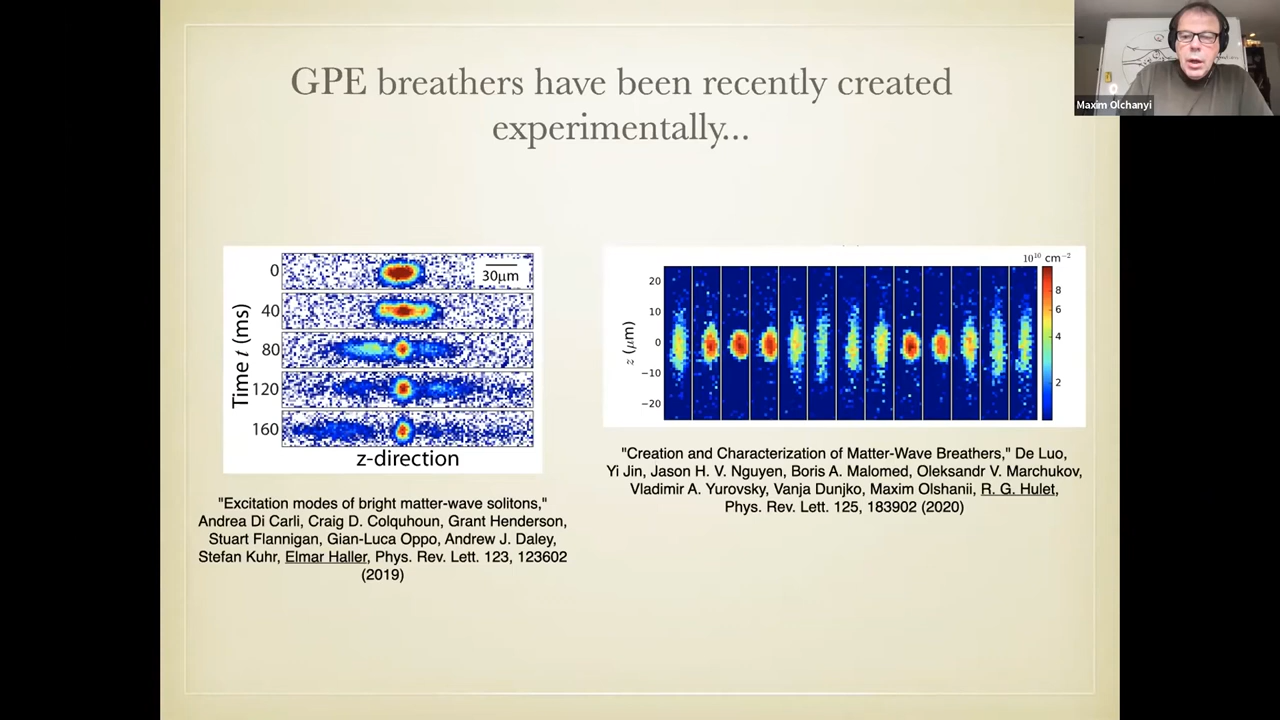 GPE breathers have been recently created
experimentally...
Maxim Olchanyi
Time t (ms)
0
40
80
120
160
30µm
z-direction
"Excitation modes of bright matter-wave solitons,"
Andrea Di Carli, Craig D. Colquhoun, Grant Henderson,
Stuart Flannigan, Gian-Luca Oppo, Andrew J. Daley,
Stefan Kuhr, Elmar Haller, Phys. Rev. Lett. 123, 123602
(2019)
10¹⁰ cm⁻²
z (µm)
20
10
0
−10
−20
8
6
4
2
"Creation and Characterization of Matter-Wave Breathers," De Luo,
Yi Jin, Jason H. V. Nguyen, Boris A. Malomed, Oleksandr V. Marchukov,
Vladimir A. Yurovsky, Vanja Dunjko, Maxim Olshanii, R. G. Hulet,
Phys. Rev. Lett. 125, 183902 (2020)